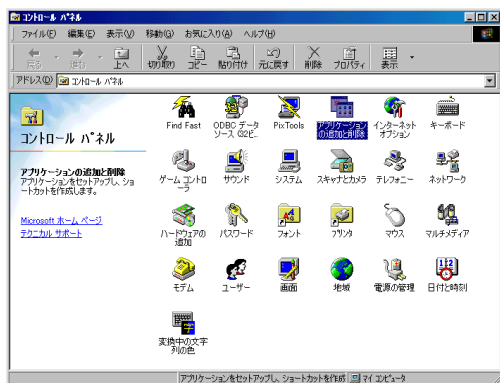 コントロール パネル
ファイル(F) 編集(E) 表示(V) 移動(G) お気に入り(A) ヘルプ(H)
戻る 進む 上へ 切り取り コピー 貼り付け 元に戻す 削除 プロパティ 表示
アドレス(D) コントロール パネル
コントロール パネル
アプリケーションの追加と削除
アプリケーションをセットアップし、ショ
ートカットを作成します。
Microsoft ホーム ページ
テクニカル サポート
Find Fast
ODBC データ
ソース (32ビ...
PixTools
アプリケーション
の追加と削除
インターネット
オプション
キーボード
ゲーム コントロ
ーラ
サウンド
システム
スキャナとカメラ
テレフォニー
ネットワーク
ハードウェアの
追加
パスワード
フォント
プリンタ
マウス
マルチメディア
モデム
ユーザー
画面
地域
電源の管理
日付と時刻
変換中の文字
列の色
アプリケーションをセットアップし、ショートカットを作成 マイ コンピュータ